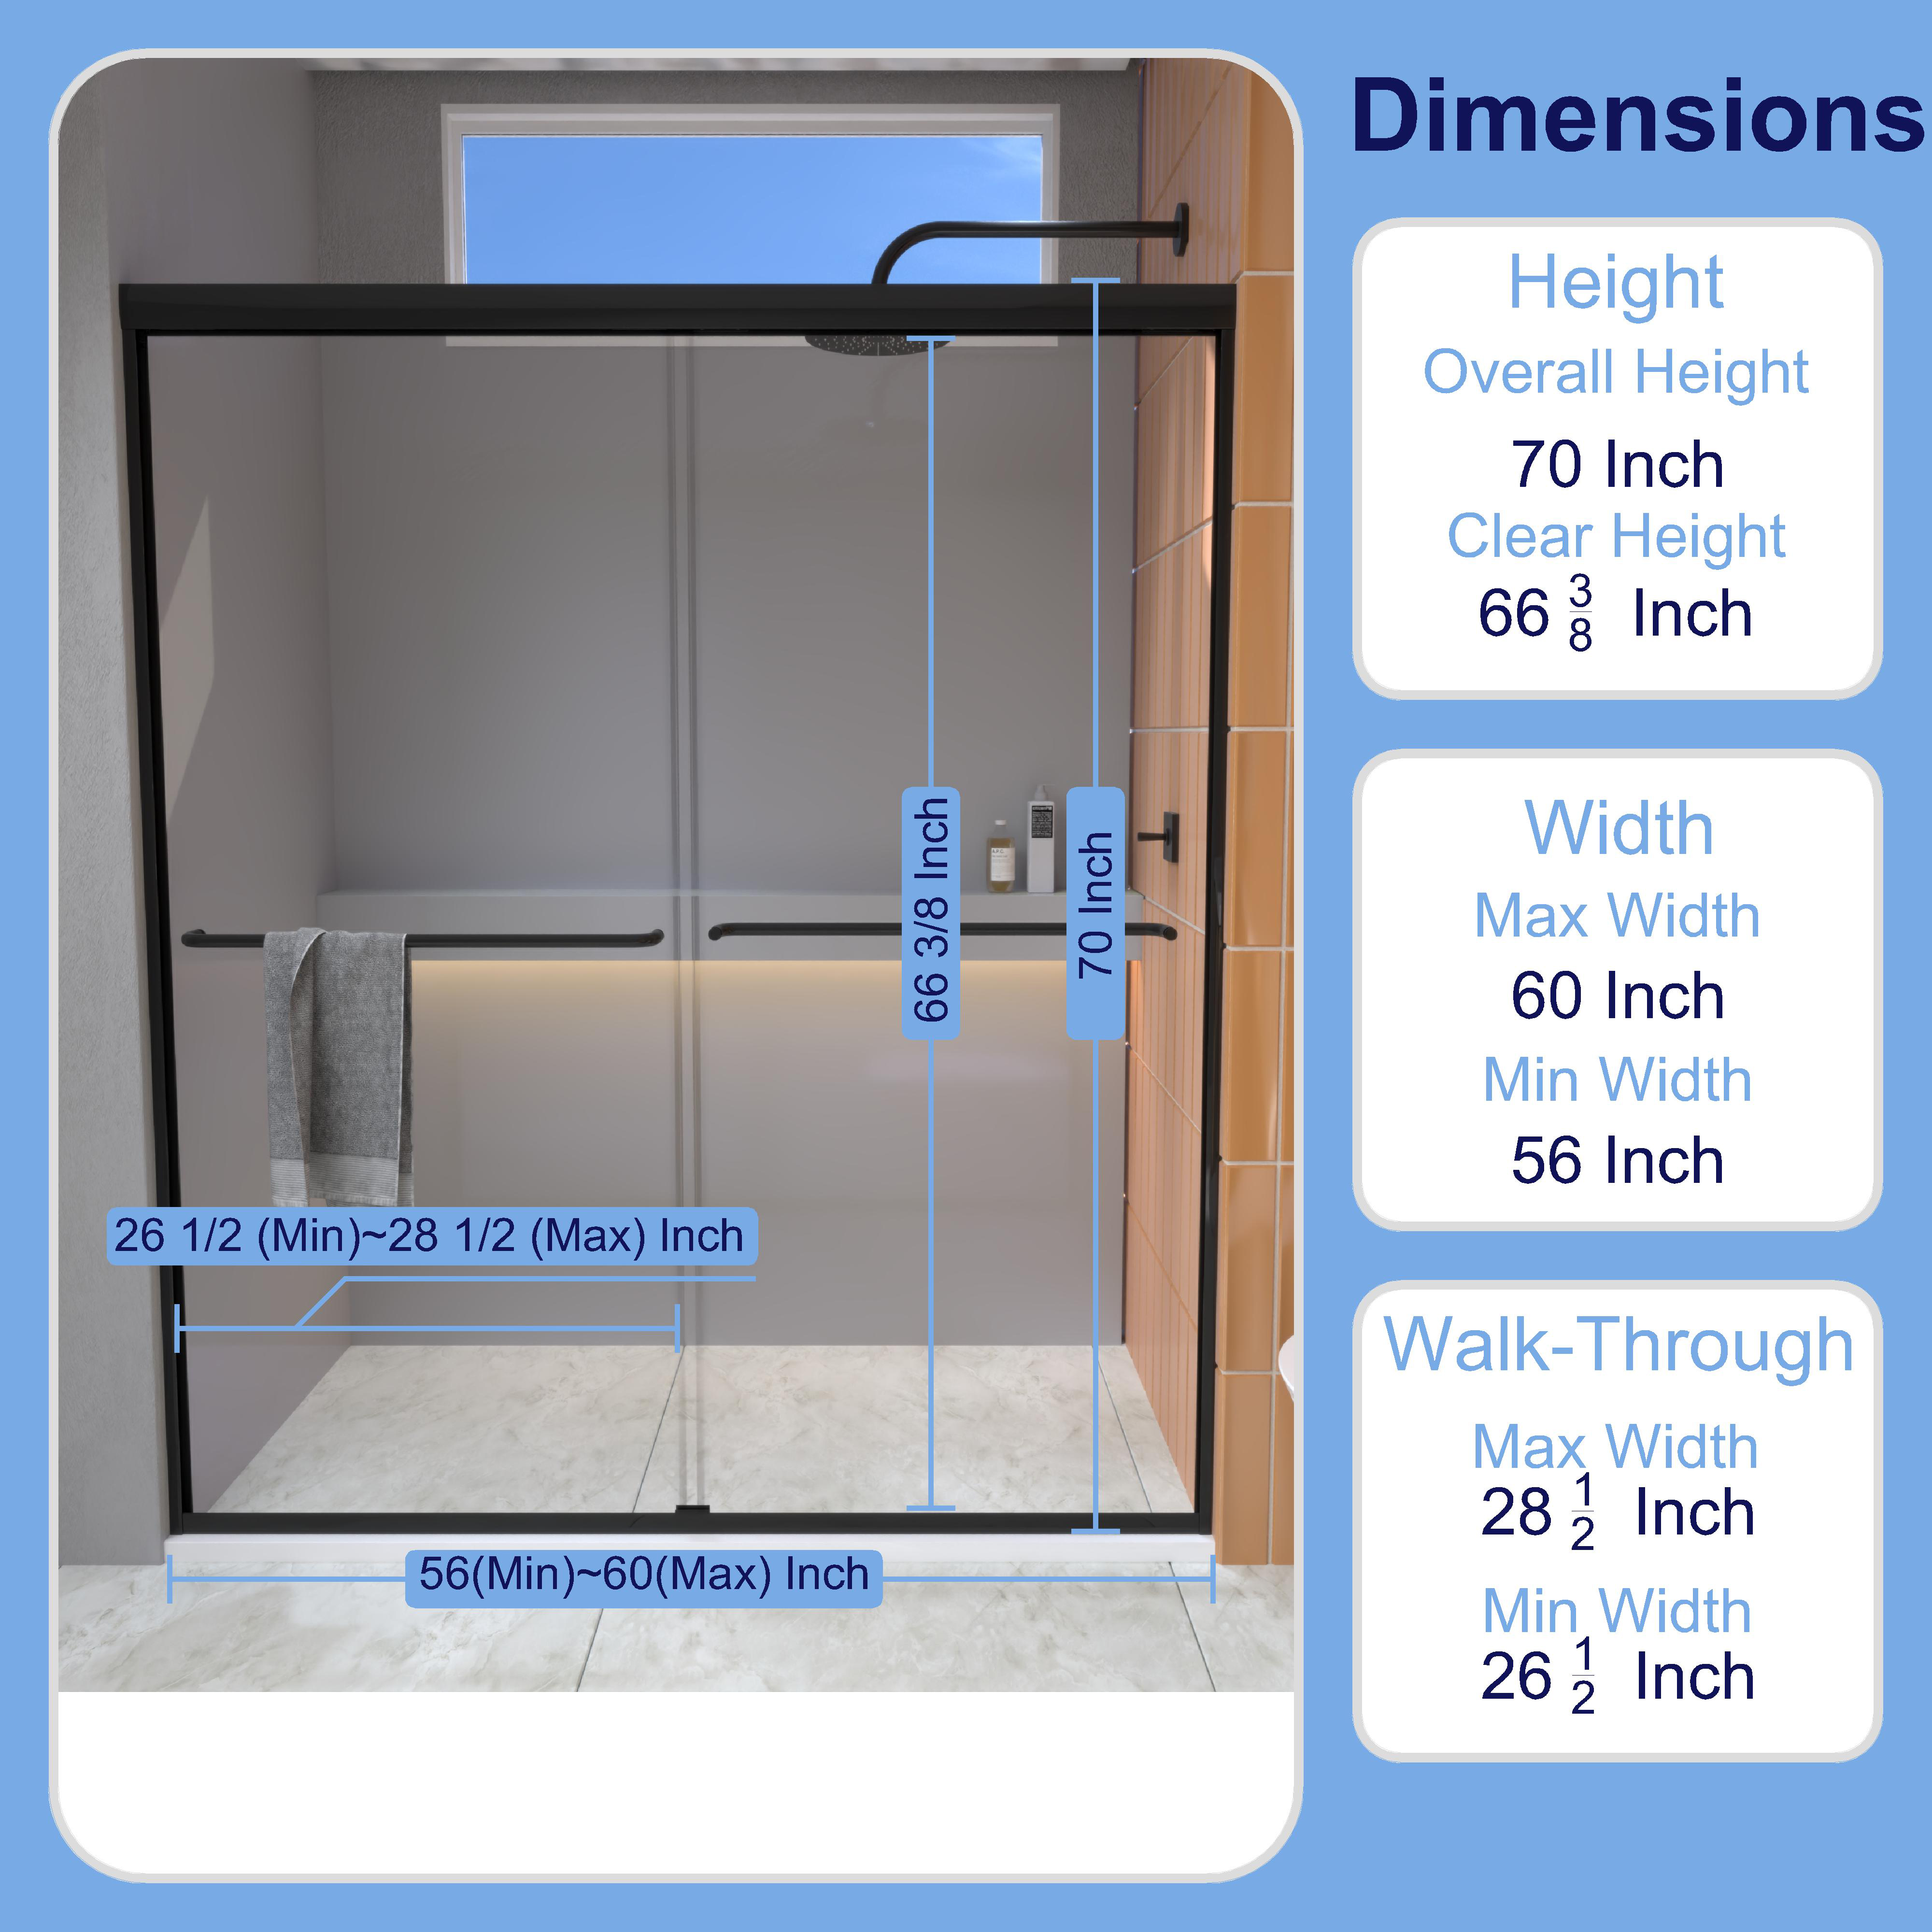 Dimensions
Height
Overall Height
70 Inch
Clear Height
66 3/8 Inch
Width
Max Width
60 Inch
Min Width
56 Inch
Walk-Through
Max Width
28 1/2 Inch
Min Width
26 1/2 Inch
66 3/8 Inch
70 Inch
26 1/2 (Min)~28 1/2 (Max) Inch
56(Min)~60(Max) Inch